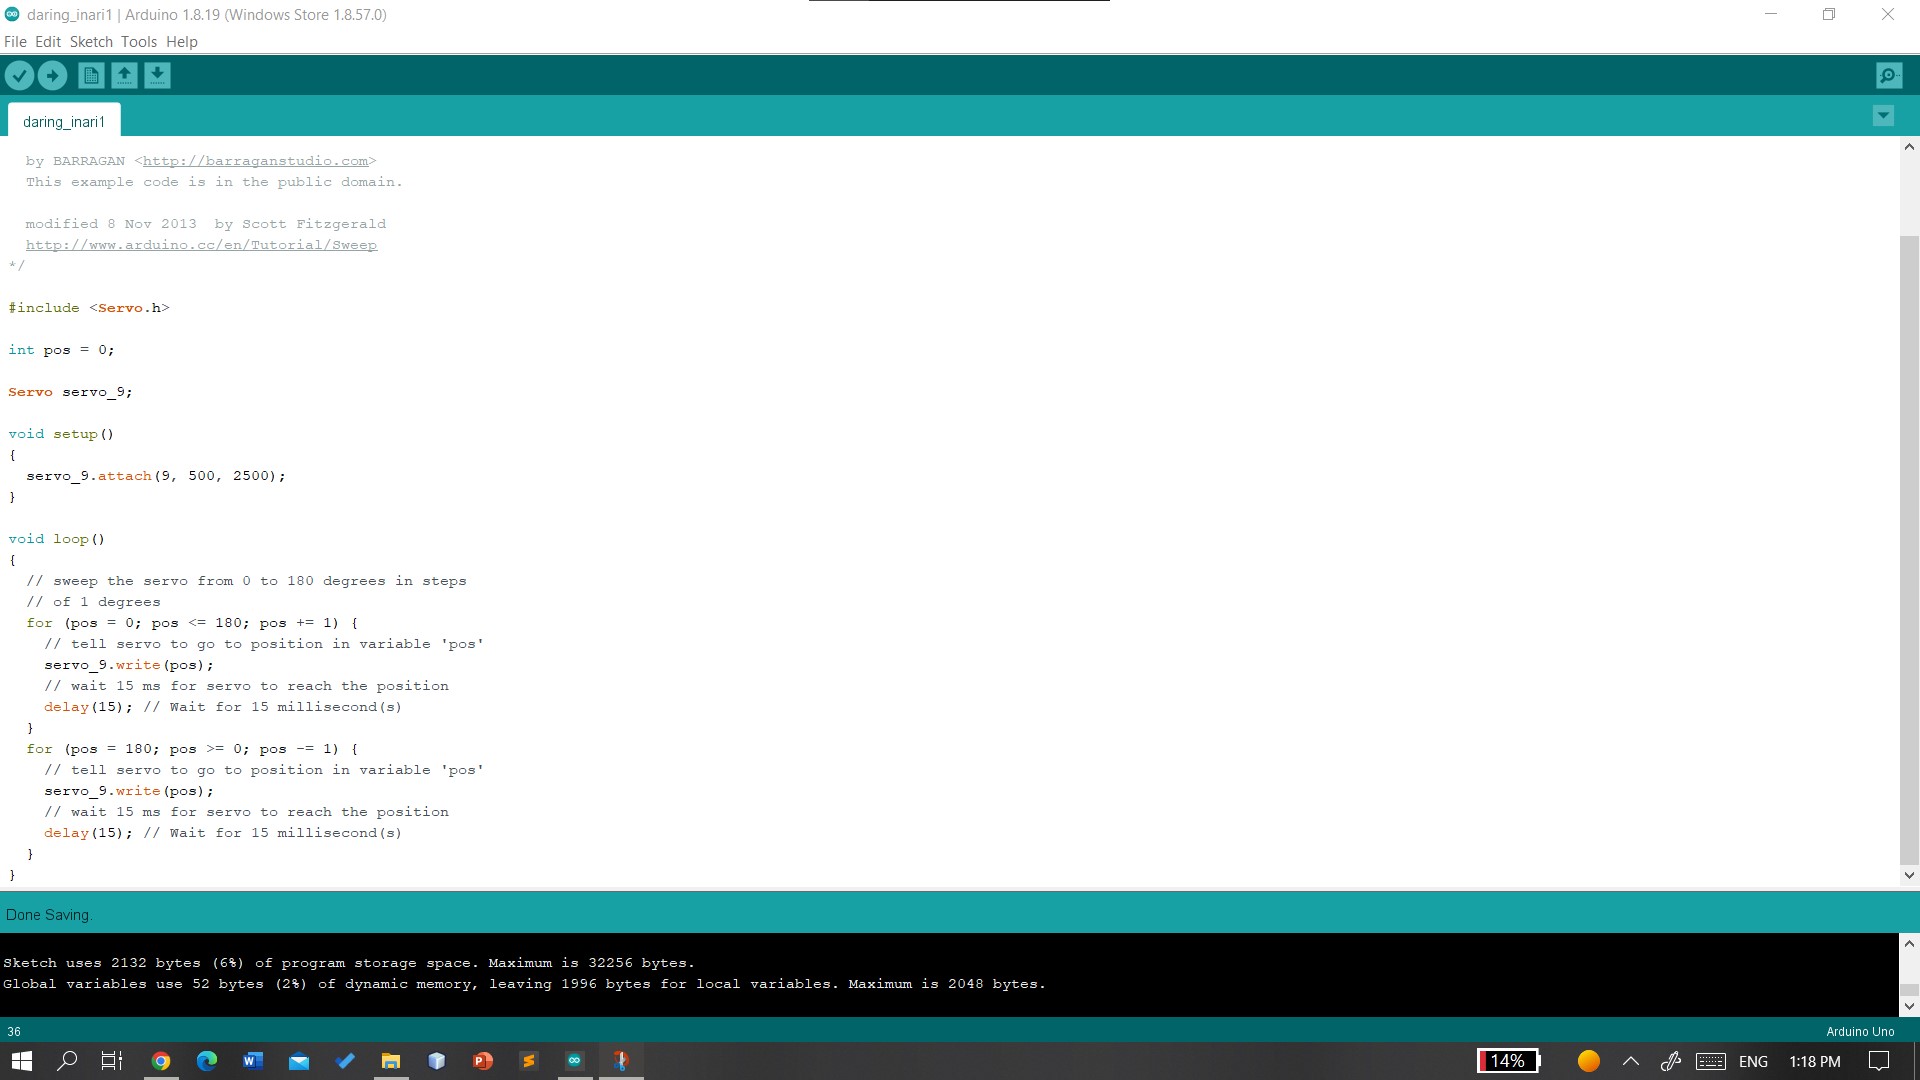 daring_inari1 | Arduino 1.8.19 (Windows Store 1.8.57.0)
File Edit Sketch Tools Help
daring_inari1
by BARRAGAN <http://barraganstudio.com>
This example code is in the public domain.
modified 8 Nov 2013  by Scott Fitzgerald
http://www.arduino.cc/en/Tutorial/Sweep
*/
#include <Servo.h>
int pos = 0;
Servo servo_9;
void setup()
{
  servo_9.attach(9, 500, 2500);
}
void loop()
{
  // sweep the servo from 0 to 180 degrees in steps
  // of 1 degrees
  for (pos = 0; pos <= 180; pos += 1) {
    // tell servo to go to position in variable 'pos'
    servo_9.write(pos);
    // wait 15 ms for servo to reach the position
    delay(15); // Wait for 15 millisecond(s)
  }
  for (pos = 180; pos >= 0; pos -= 1) {
    // tell servo to go to position in variable 'pos'
    servo_9.write(pos);
    // wait 15 ms for servo to reach the position
    delay(15); // Wait for 15 millisecond(s)
  }
}
Done Saving.
Sketch uses 2132 bytes (6%) of program storage space. Maximum is 32256 bytes.
Global variables use 52 bytes (2%) of dynamic memory, leaving 1996 bytes for local variables. Maximum is 2048 bytes.
36
Arduino Uno
14%
ENG
1:18 PM